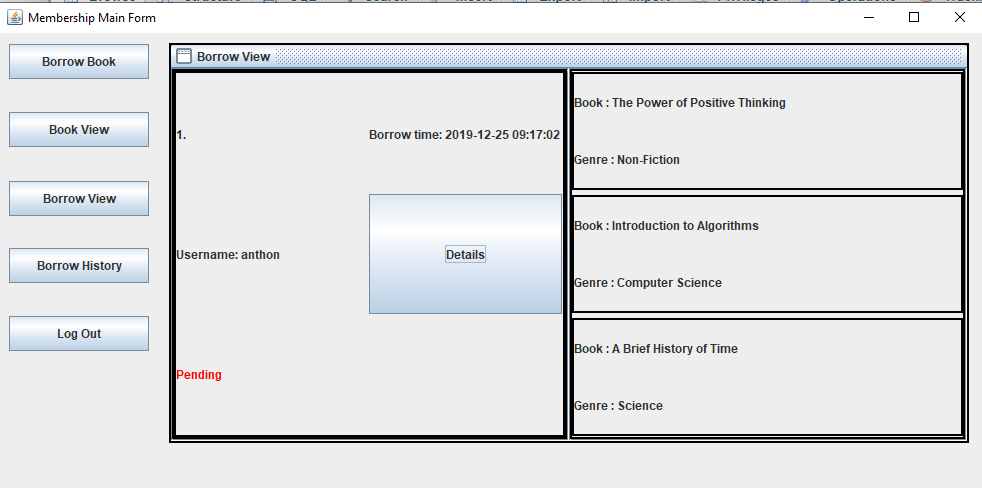 Membership Main Form
Borrow Book
Book View
Borrow View
Borrow History
Log Out
Borrow View
1.
Borrow time: 2019-12-25 09:17:02
Username: anthon
Details
Pending
Book : The Power of Positive Thinking
Genre : Non-Fiction
Book : Introduction to Algorithms
Genre : Computer Science
Book : A Brief History of Time
Genre : Science